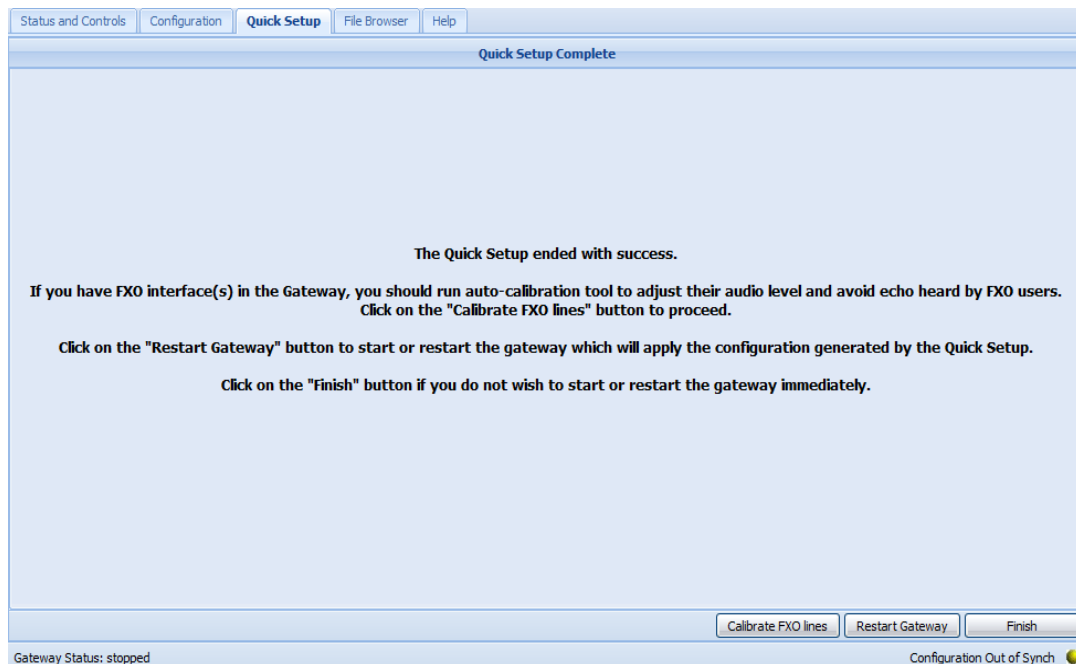 Status and Controls Configuration Quick Setup File Browser Help
Quick Setup Complete
The Quick Setup ended with success.
If you have FXO interface(s) in the Gateway, you should run auto-calibration tool to adjust their audio level and avoid echo heard by FXO users.
Click on the "Calibrate FXO lines" button to proceed.
Click on the "Restart Gateway" button to start or restart the gateway which will apply the configuration generated by the Quick Setup.
Click on the "Finish" button if you do not wish to start or restart the gateway immediately.
Calibrate FXO lines Restart Gateway Finish
Gateway Status: stopped Configuration Out of Synch